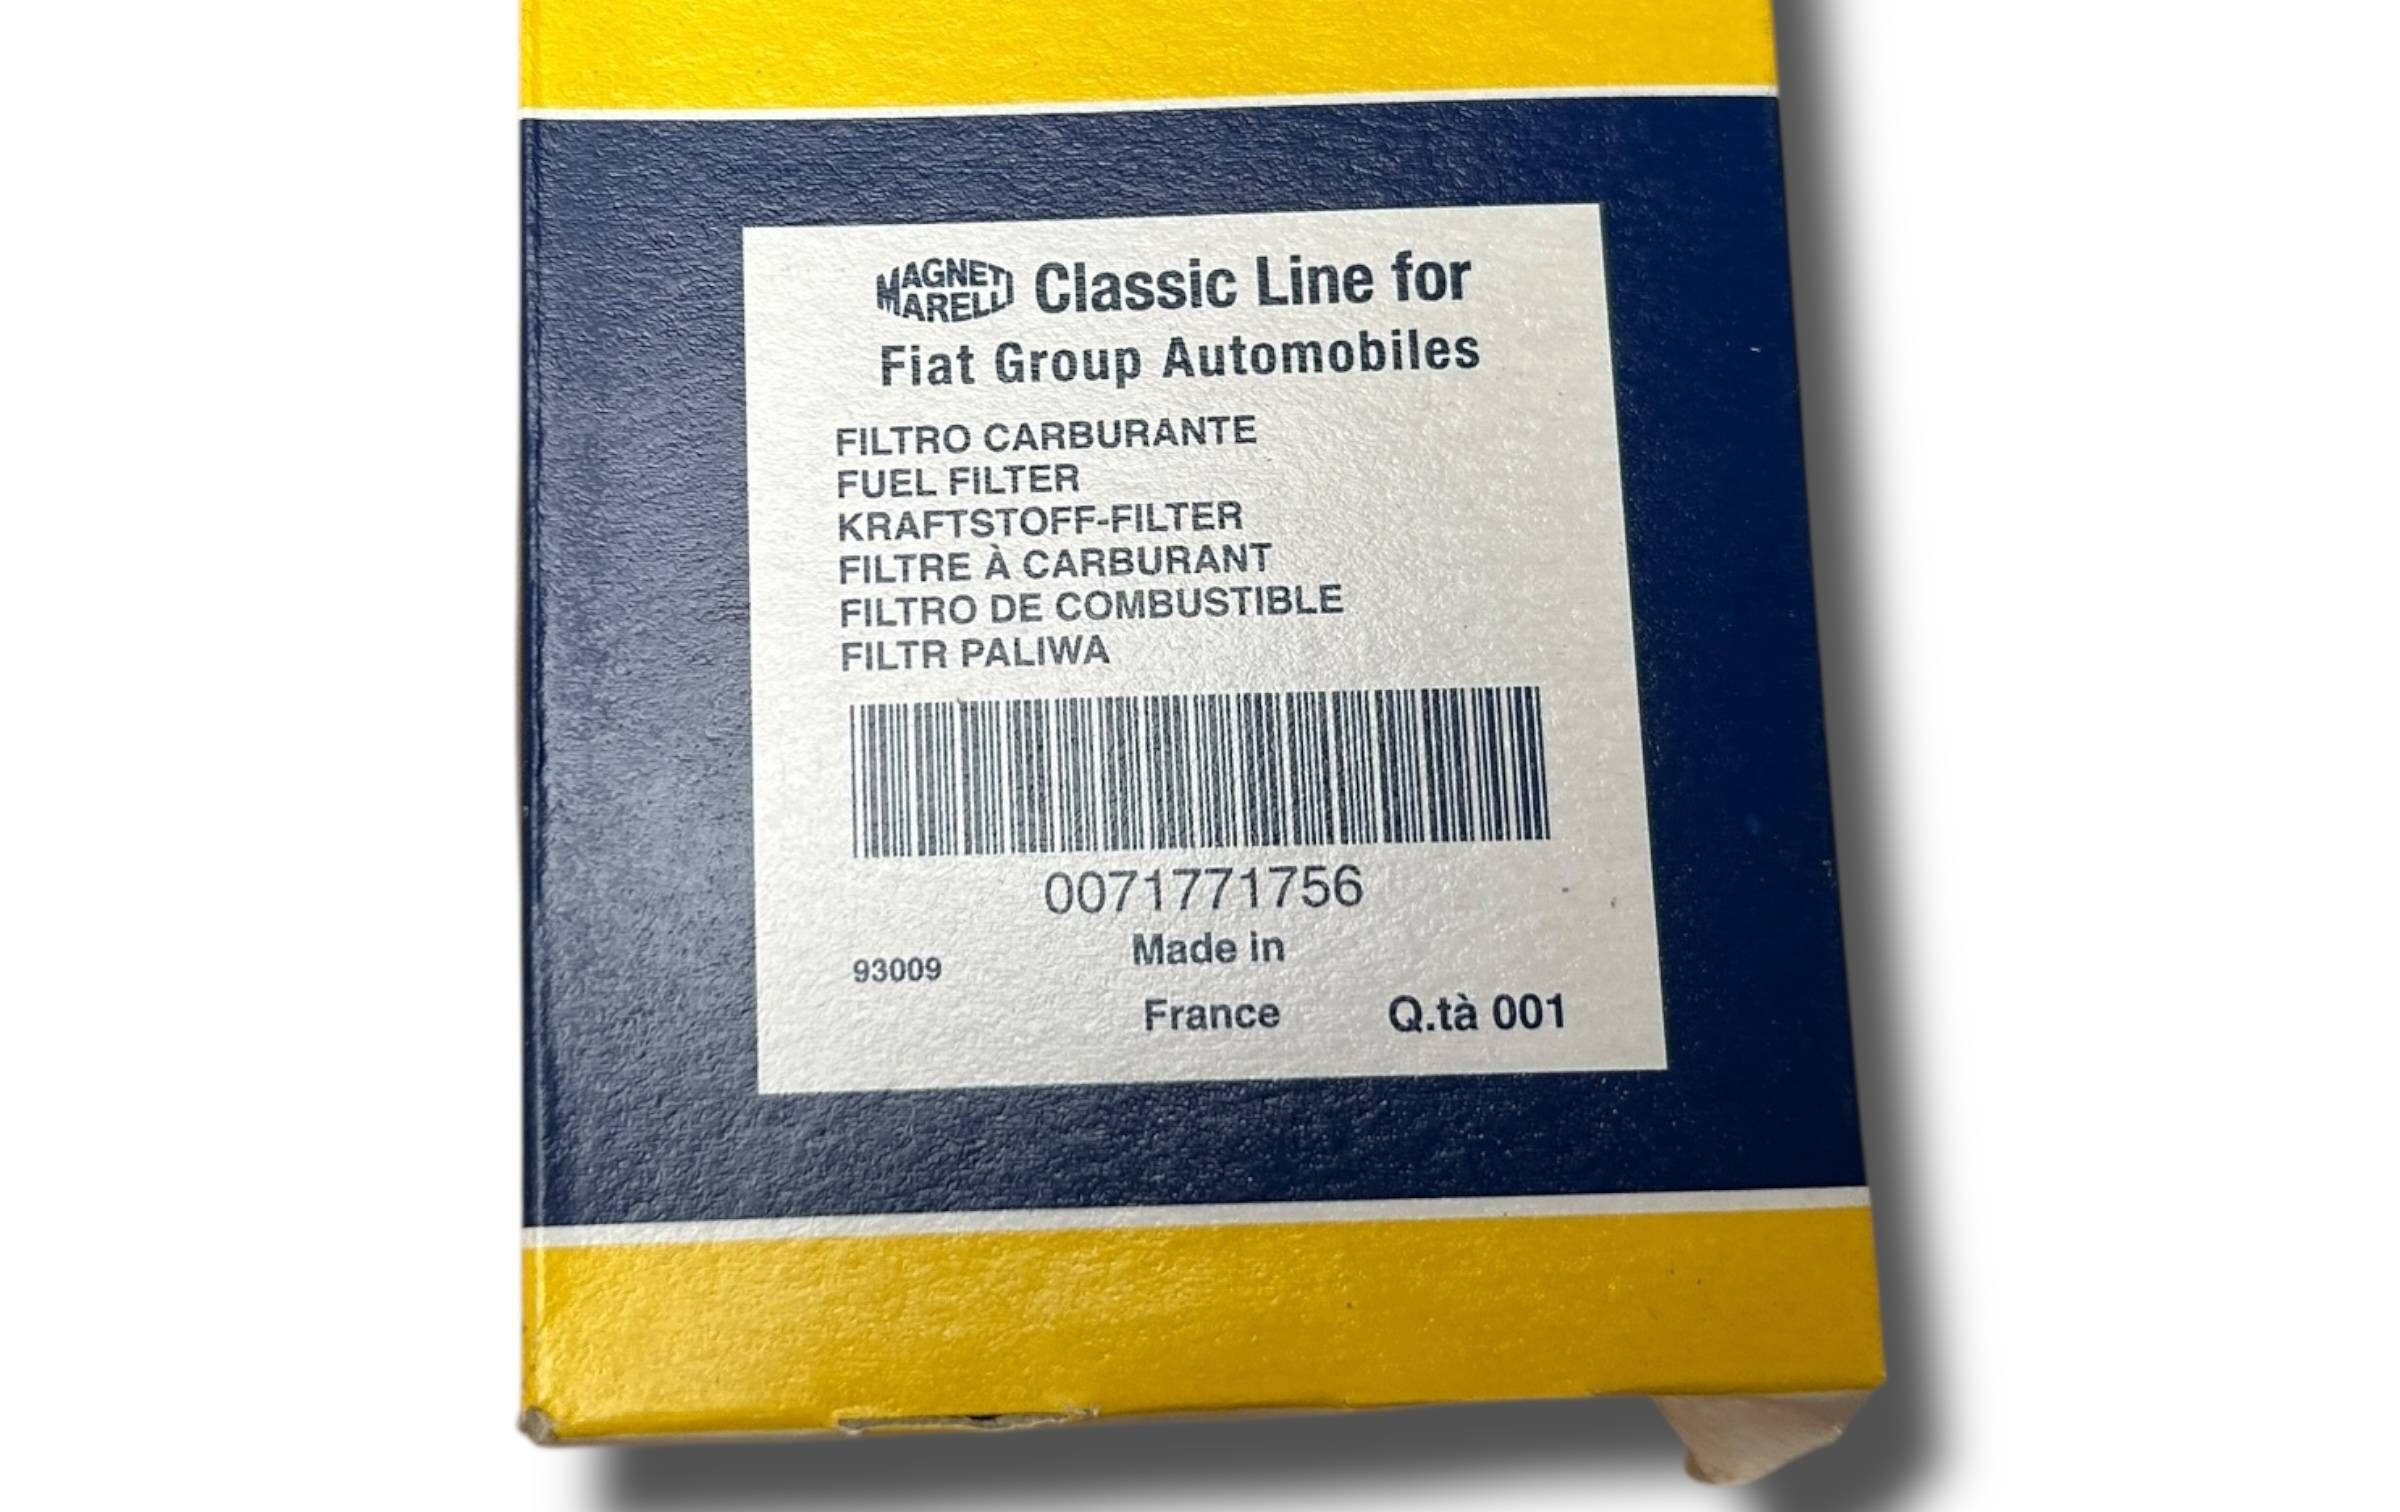 MAGNETI MARELLI Classic Line for
Fiat Group Automobiles
FILTRO CARBURANTE
FUEL FILTER
KRAFTSTOFF-FILTER
FILTRE À CARBURANT
FILTRO DE COMBUSTIBLE
FILTR PALIWA
0071771756
Made in
93009
France Q.tà 001